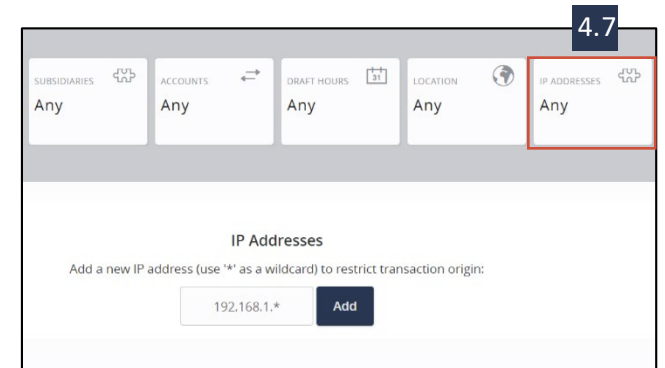 4.7
SUBSIDIARIES
Any
ACCOUNTS
Any
DRAFT HOURS
31
Any
LOCATION
Any
IP ADDRESSES
Any
IP Addresses
Add a new IP address (use '*' as a wildcard) to restrict transaction origin:
192.168.1.*
Add